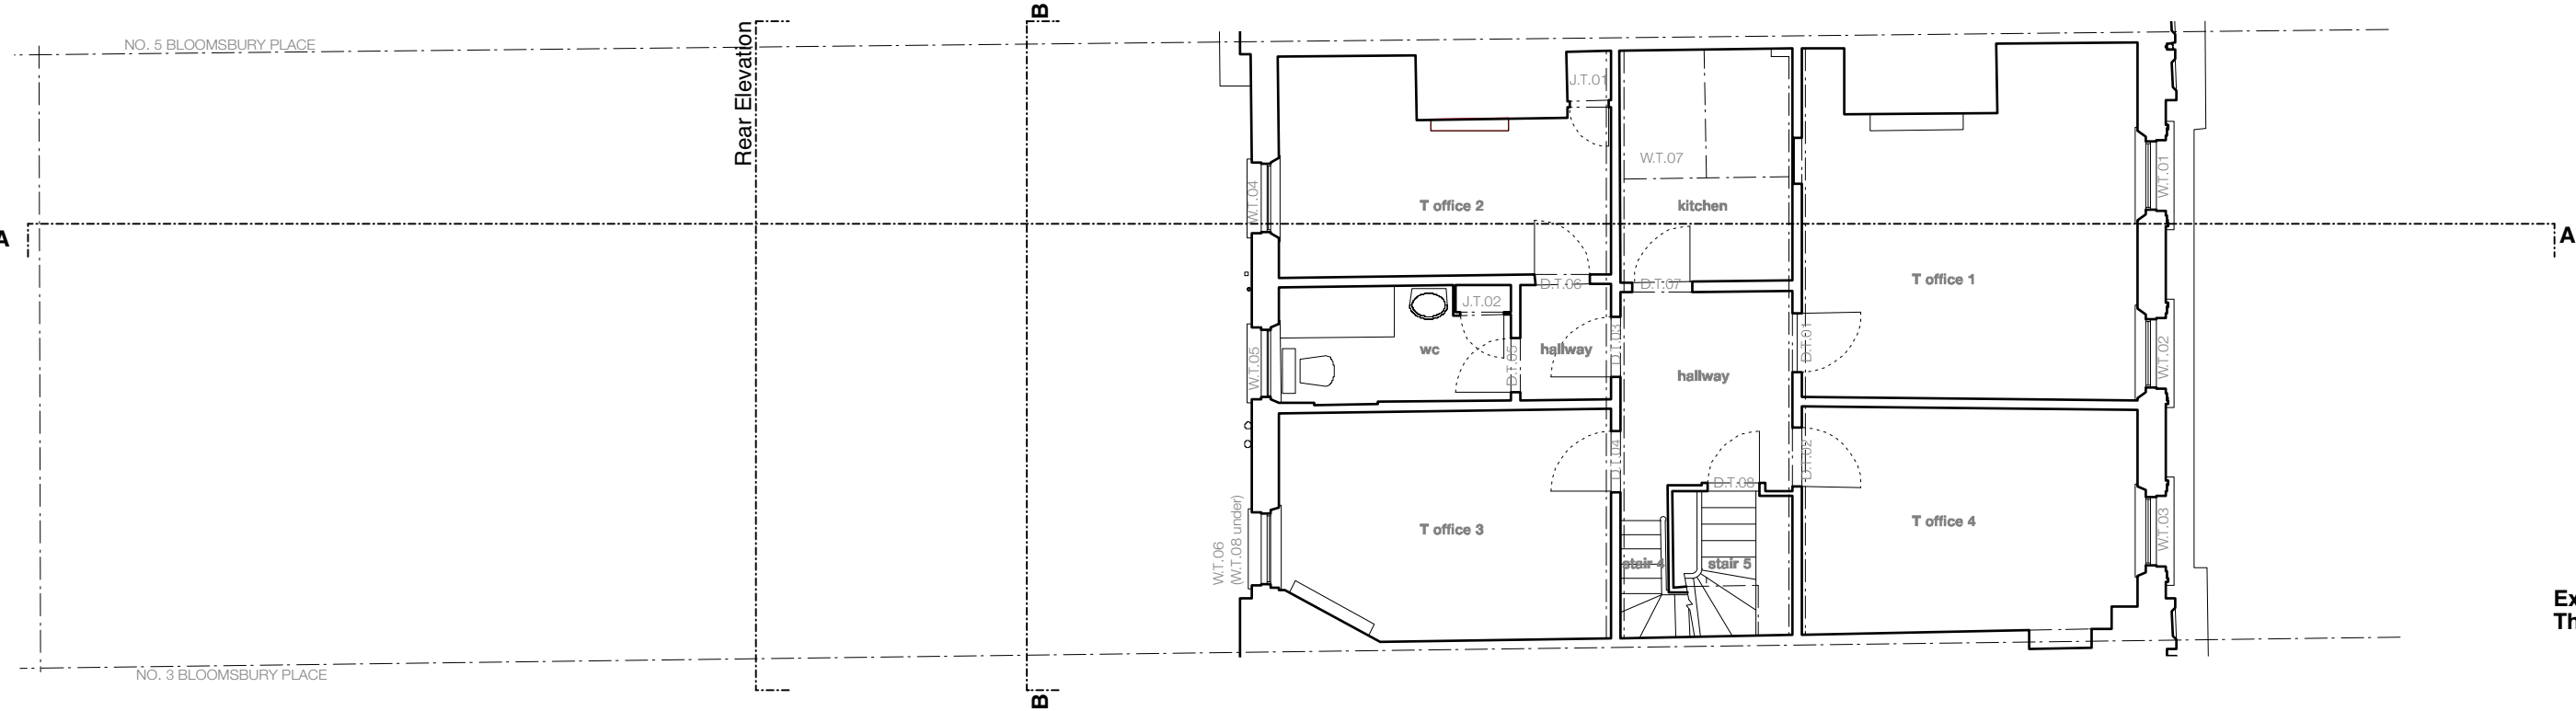 B
NO. 5 BLOOMSBURY PLACE
Rear Elevation
J.T.01
W.T.07
W.T.01
W.T.04
T office 2
kitchen
A
A
T office 1
D.T.06
D.T.07
J.T.02
W.T.05
wc
D.T.05
hallway
D.T.03
hallway
D.T.01
W.T.02
D.T.04
D.T.02
D.T.08
W.T.06
(W.T.08 under)
T office 3
stair 4
stair 5
T office 4
W.T.03
Ex
Th
NO. 3 BLOOMSBURY PLACE
B